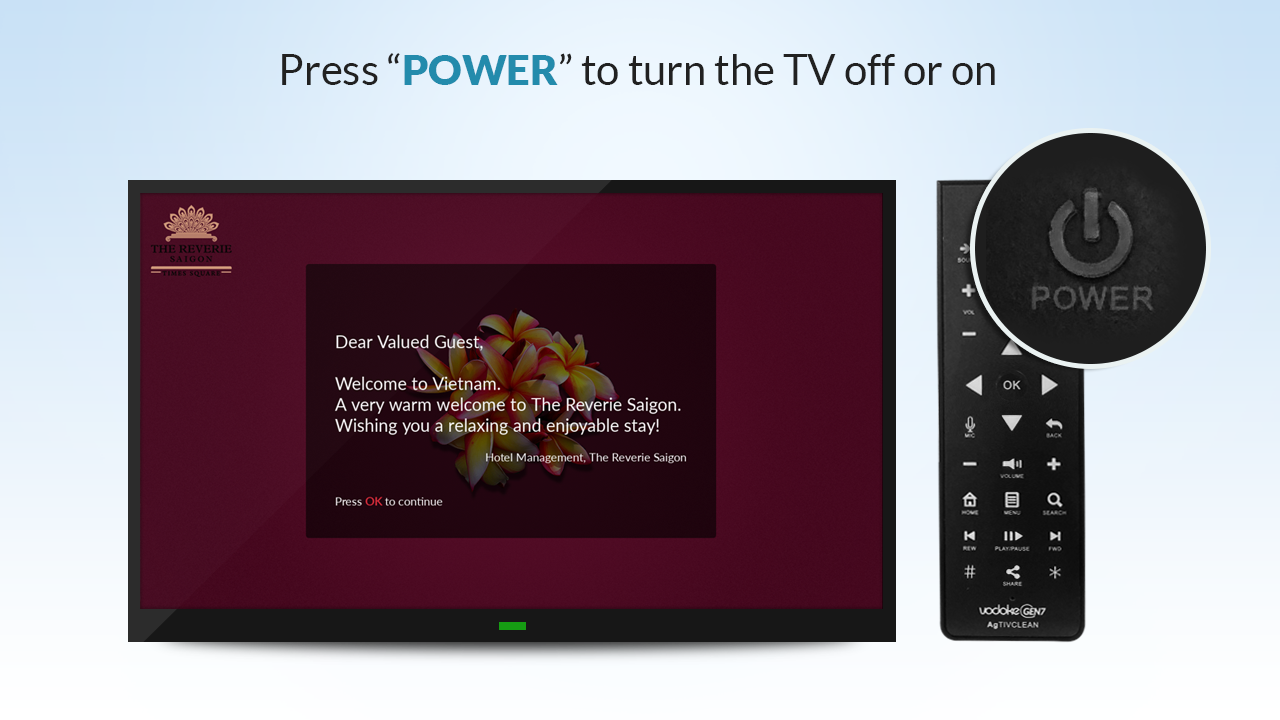 Press “POWER” to turn the TV off or on
THE REVERIE
SAIGON
TIMES SQUARE
Dear Valued Guest,
Welcome to Vietnam.
A very warm welcome to The Reverie Saigon.
Wishing you a relaxing and enjoyable stay!
Hotel Management, The Reverie Saigon
Press OK to continue
POWER
VOL
OK
MIC
BACK
VOLUME
HOME MENU SEARCH
REW PLAY/PAUSE FWD
# SHARE *
vodoke GEN7
AgTIVCLEAN